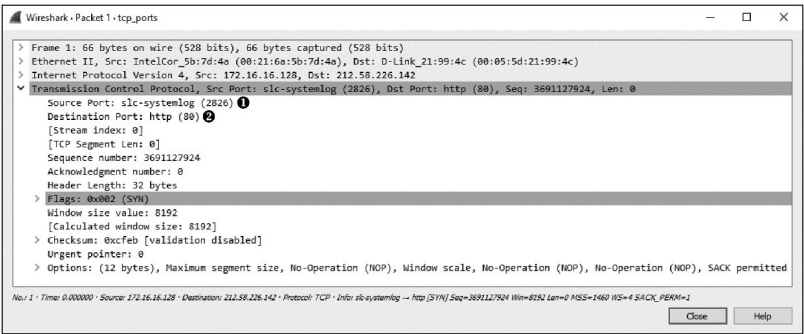 Wireshark · Packet 1 · tcp_ports
> Frame 1: 66 bytes on wire (528 bits), 66 bytes captured (528 bits)
> Ethernet II, Src: IntelCor_5b:7d:4a (00:21:6a:5b:7d:4a), Dst: D-Link_21:99:4c (00:05:5d:21:99:4c)
> Internet Protocol Version 4, Src: 172.16.16.128, Dst: 212.58.226.142
Transmission Control Protocol, Src Port: slc-systemlog (2826), Dst Port: http (80), Seq: 3691127924, Len: 0
Source Port: slc-systemlog (2826) ❶
Destination Port: http (80) ❷
[Stream index: 0]
[TCP Segment Len: 0]
Sequence number: 3691127924
Acknowledgment number: 0
Header Length: 32 bytes
> Flags: 0x002 (SYN)
Window size value: 8192
[Calculated window size: 8192]
> Checksum: 0xcfeb [validation disabled]
Urgent pointer: 0
> Options: (12 bytes), Maximum segment size, No-Operation (NOP), Window scale, No-Operation (NOP), No-Operation (NOP), SACK permitted
No.: 1 · Time: 0.000000 · Source: 172.16.16.128 · Destination: 212.58.226.142 · Protocol: TCP · Info: slc-systemlog → http [SYN] Seq=3691127924 Win=8192 Len=0 MSS=1460 WS=4 SACK_PERM=1
Close Help